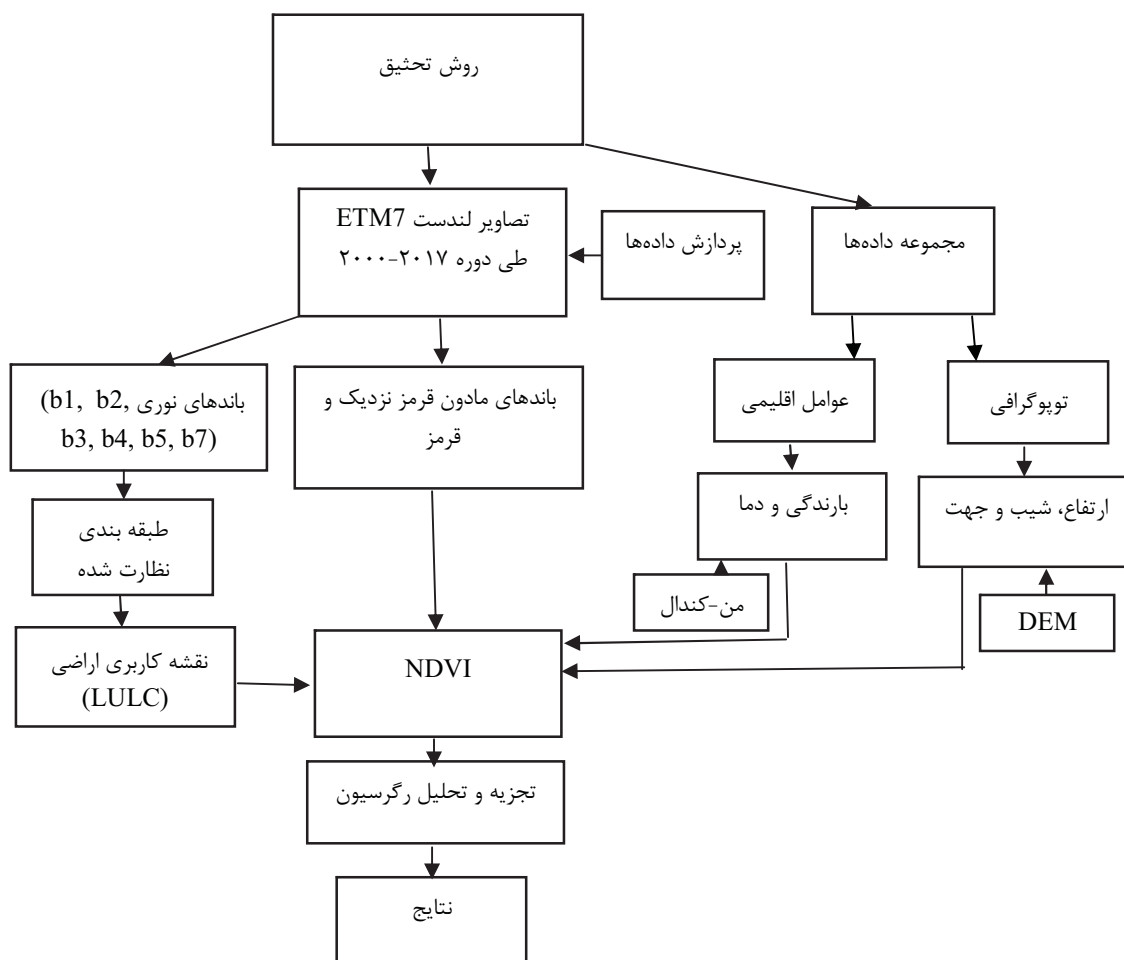 روش تحثیق
تصاویر لندست ETM7
طی دوره ۲۰۱۷-۲۰۰۰
پردازش داده‌ها
مجموعه داده‌ها
باندهای نوری (b1, b2,
b3, b4, b5, b7)
باندهای مادون قرمز نزدیک و
قرمز
عوامل اقلیمی
توپوگرافی
طبقه بندی
نظارت شده
بارندگی و دما
ارتفاع، شیب و جهت
من-کندال
DEM
نقشه کاربری اراضی
(LULC)
NDVI
تجزیه و تحلیل رگرسیون
نتایج